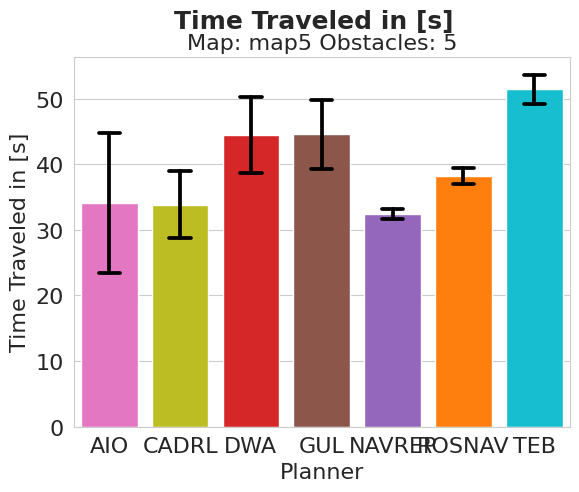 Time Traveled in [s]
Map: map5 Obstacles: 5
Time Traveled in [s]
50
40
30
20
10
0
AIO CADRL DWA GUL NAVREP ROSNAV TEB
Planner